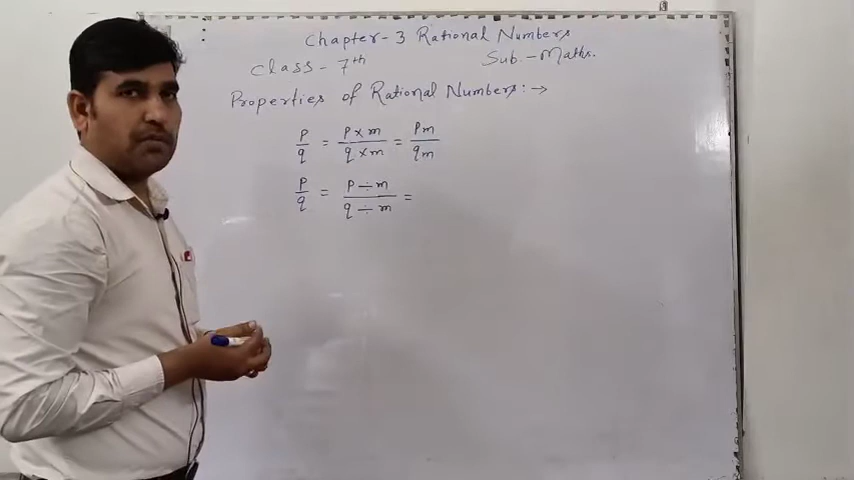 Chapter-3 Rational Numbers
Class-7th Sub.-Maths.
Properties of Rational Numbers:→
p/q = p×m/q×m = pm/qm
p/q = p÷m/q÷m =